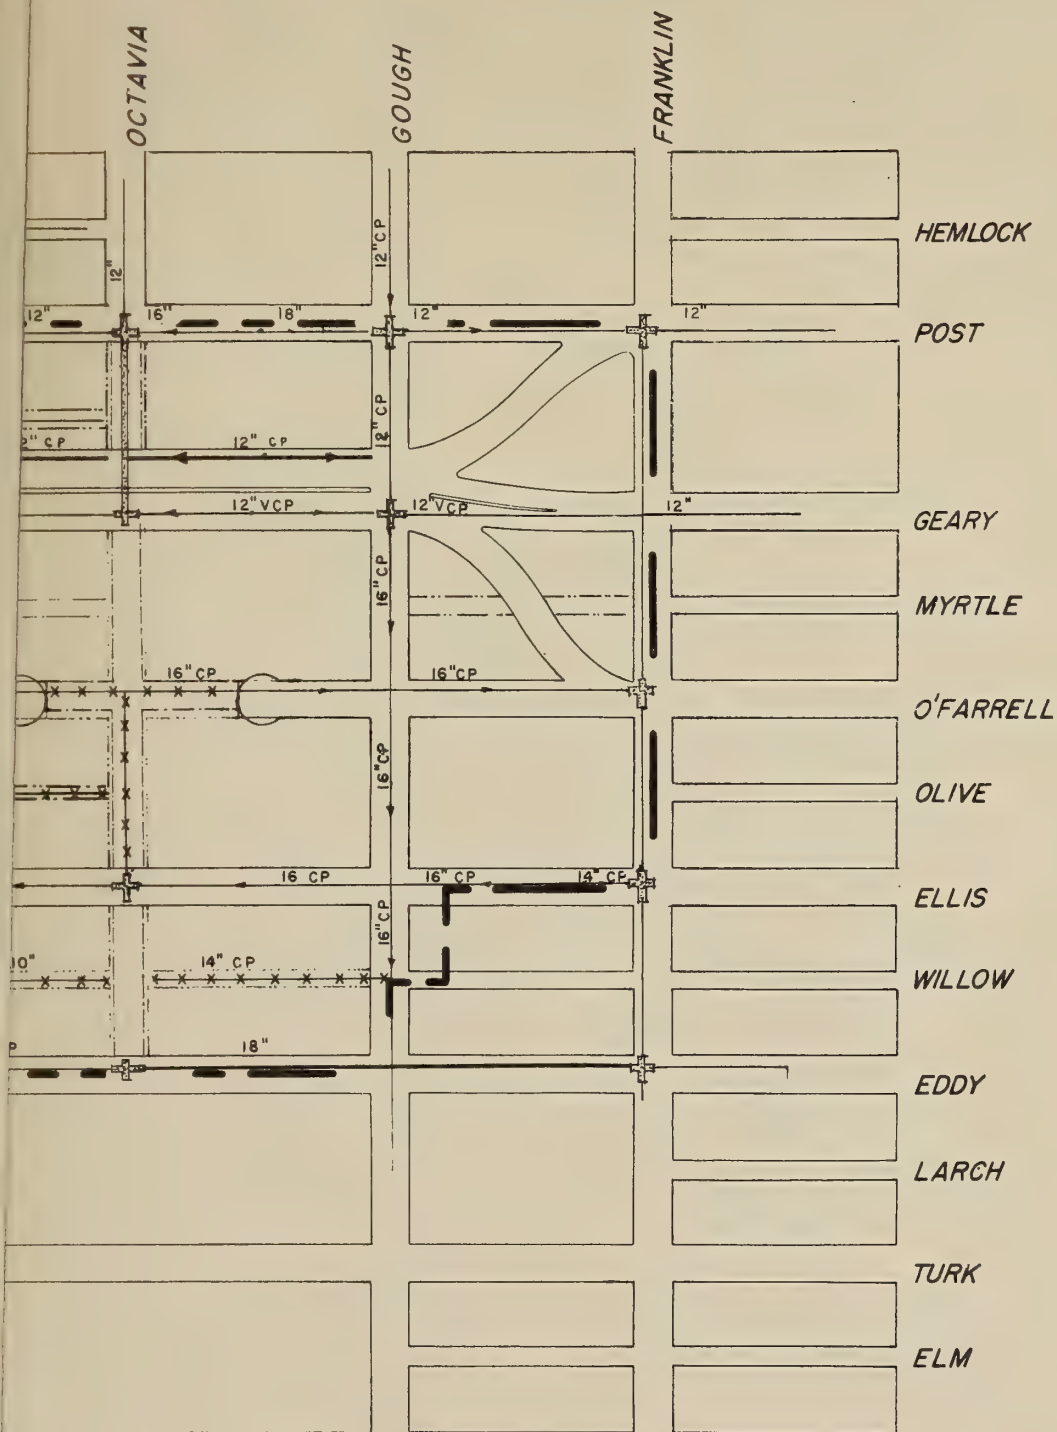 OCTAVIA
GOUGH
FRANKLIN
HEMLOCK
12"CP
12"
12"
16"
18"
12"
12"
POST
12" CP
12" CP
2" CP
12" VCP
12" VCP
12"
GEARY
16" CP
MYRTLE
16" CP
16" CP
O'FARRELL
16" CP
OLIVE
16 CP
16" CP
14" CP
ELLIS
16" CP
10"
14" CP
WILLOW
P
18"
EDDY
LARCH
TURK
ELM